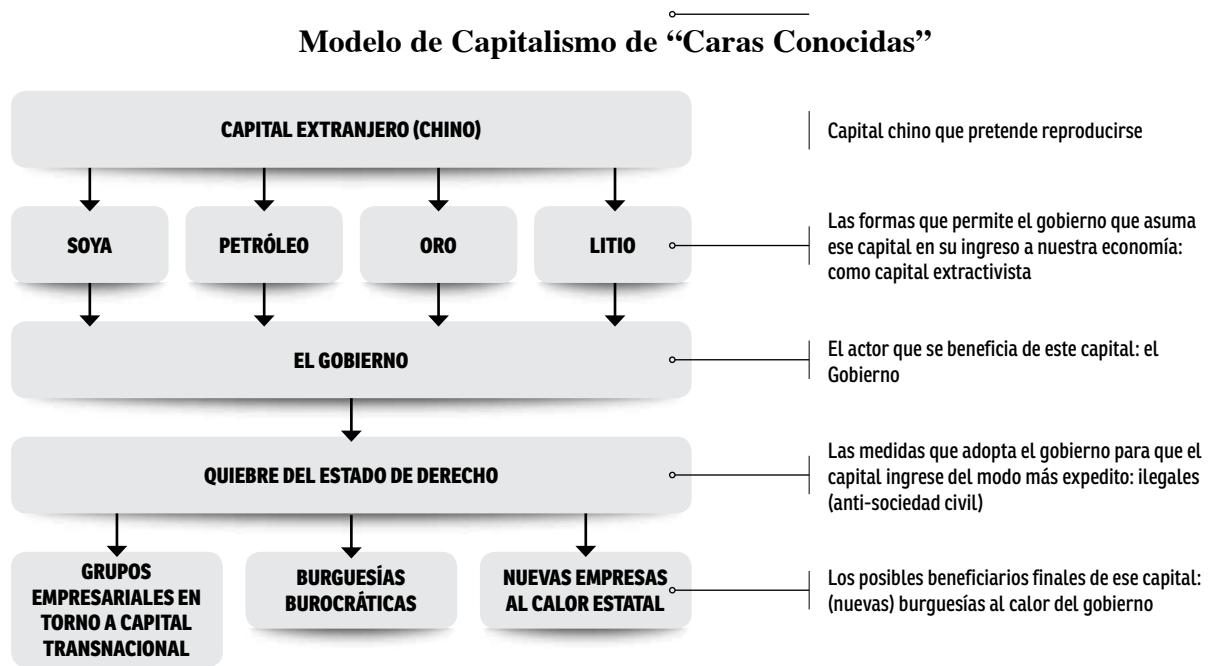 Modelo de Capitalismo de “Caras Conocidas”
CAPITAL EXTRANJERO (CHINO)
Capital chino que pretende reproducirse
SOYA
PETRÓLEO
ORO
LITIO
Las formas que permite el gobierno que asuma
ese capital en su ingreso a nuestra economía:
como capital extractivista
EL GOBIERNO
El actor que se beneficia de este capital: el
Gobierno
QUIEBRE DEL ESTADO DE DERECHO
Las medidas que adopta el gobierno para que el
capital ingrese del modo más expedito: ilegales
(anti-sociedad civil)
GRUPOS
EMPRESARIALES EN
TORNO A CAPITAL
TRANSNACIONAL
BURGUESÍAS
BUROCRÁTICAS
NUEVAS EMPRESAS
AL CALOR ESTATAL
Los posibles beneficiarios finales de ese capital:
(nuevas) burguesías al calor del gobierno